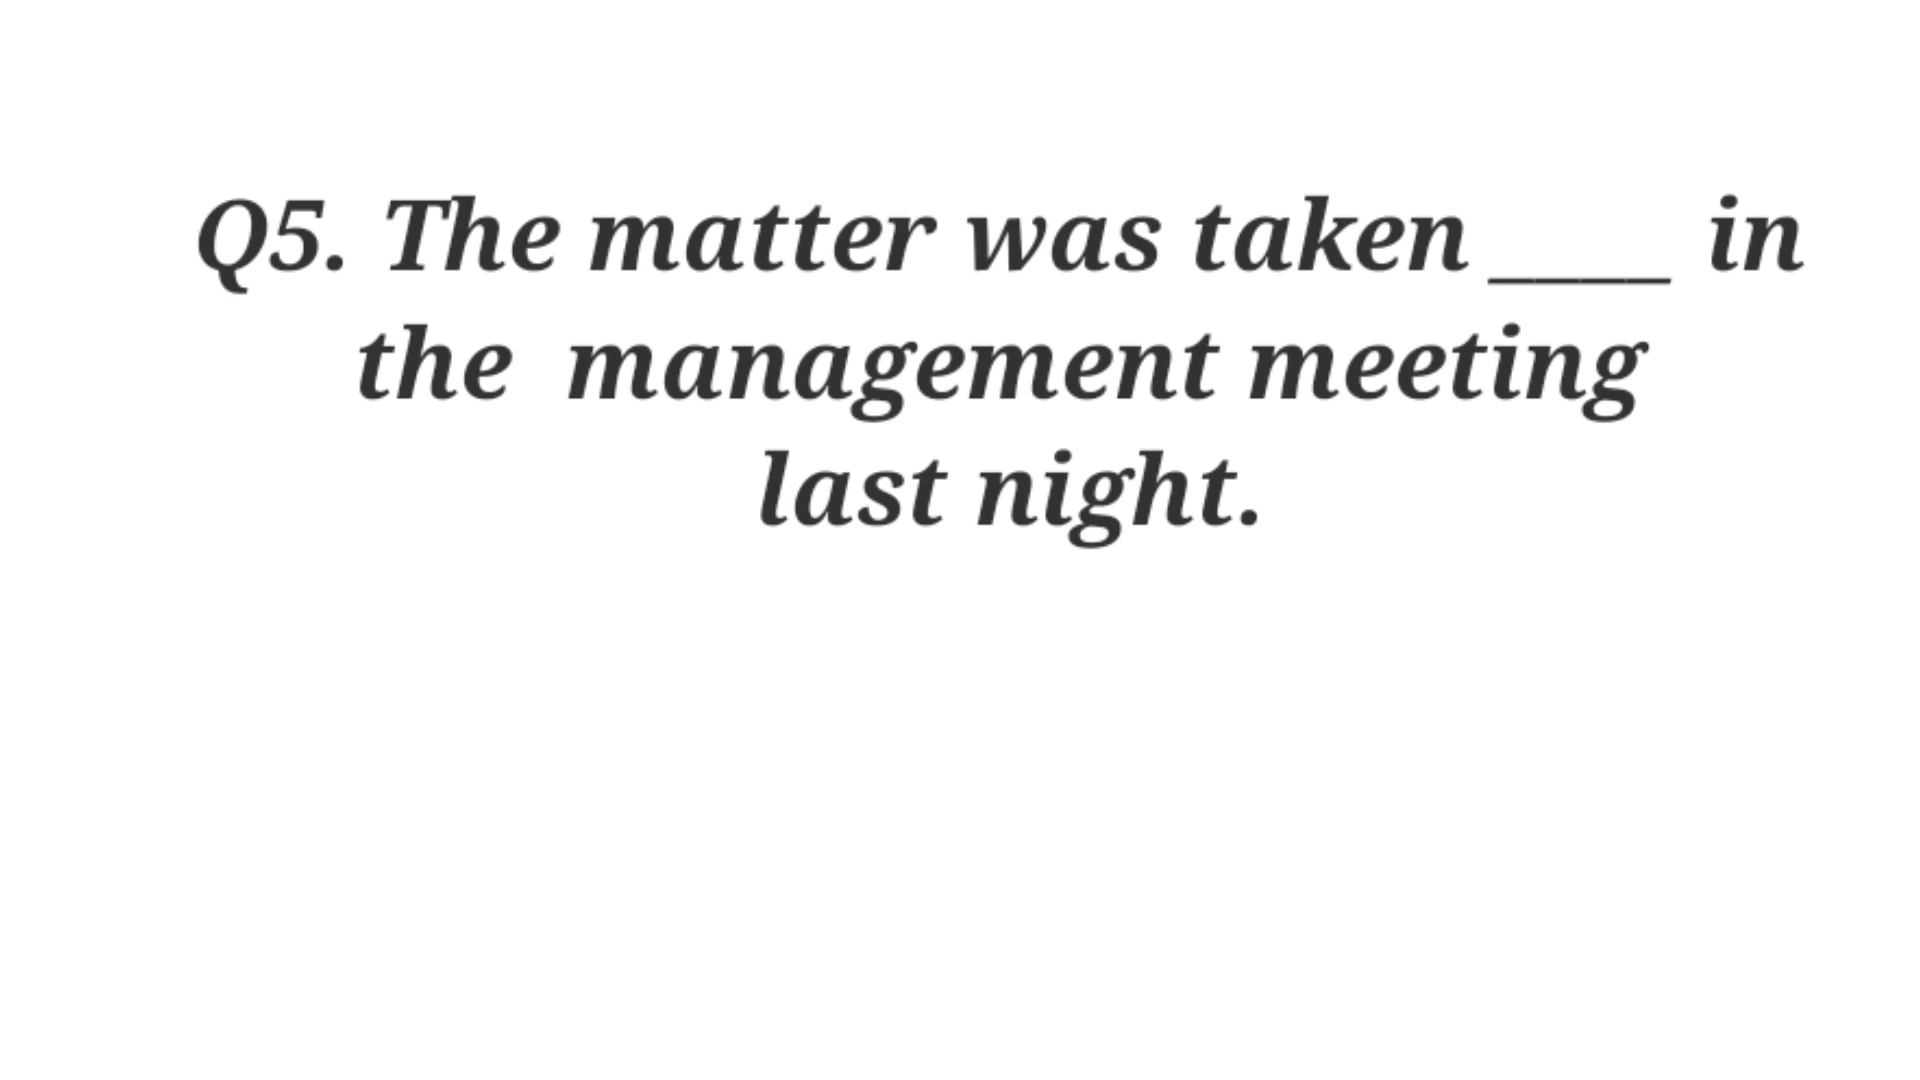 Q5. The matter was taken ____ in
the  management meeting
last night.